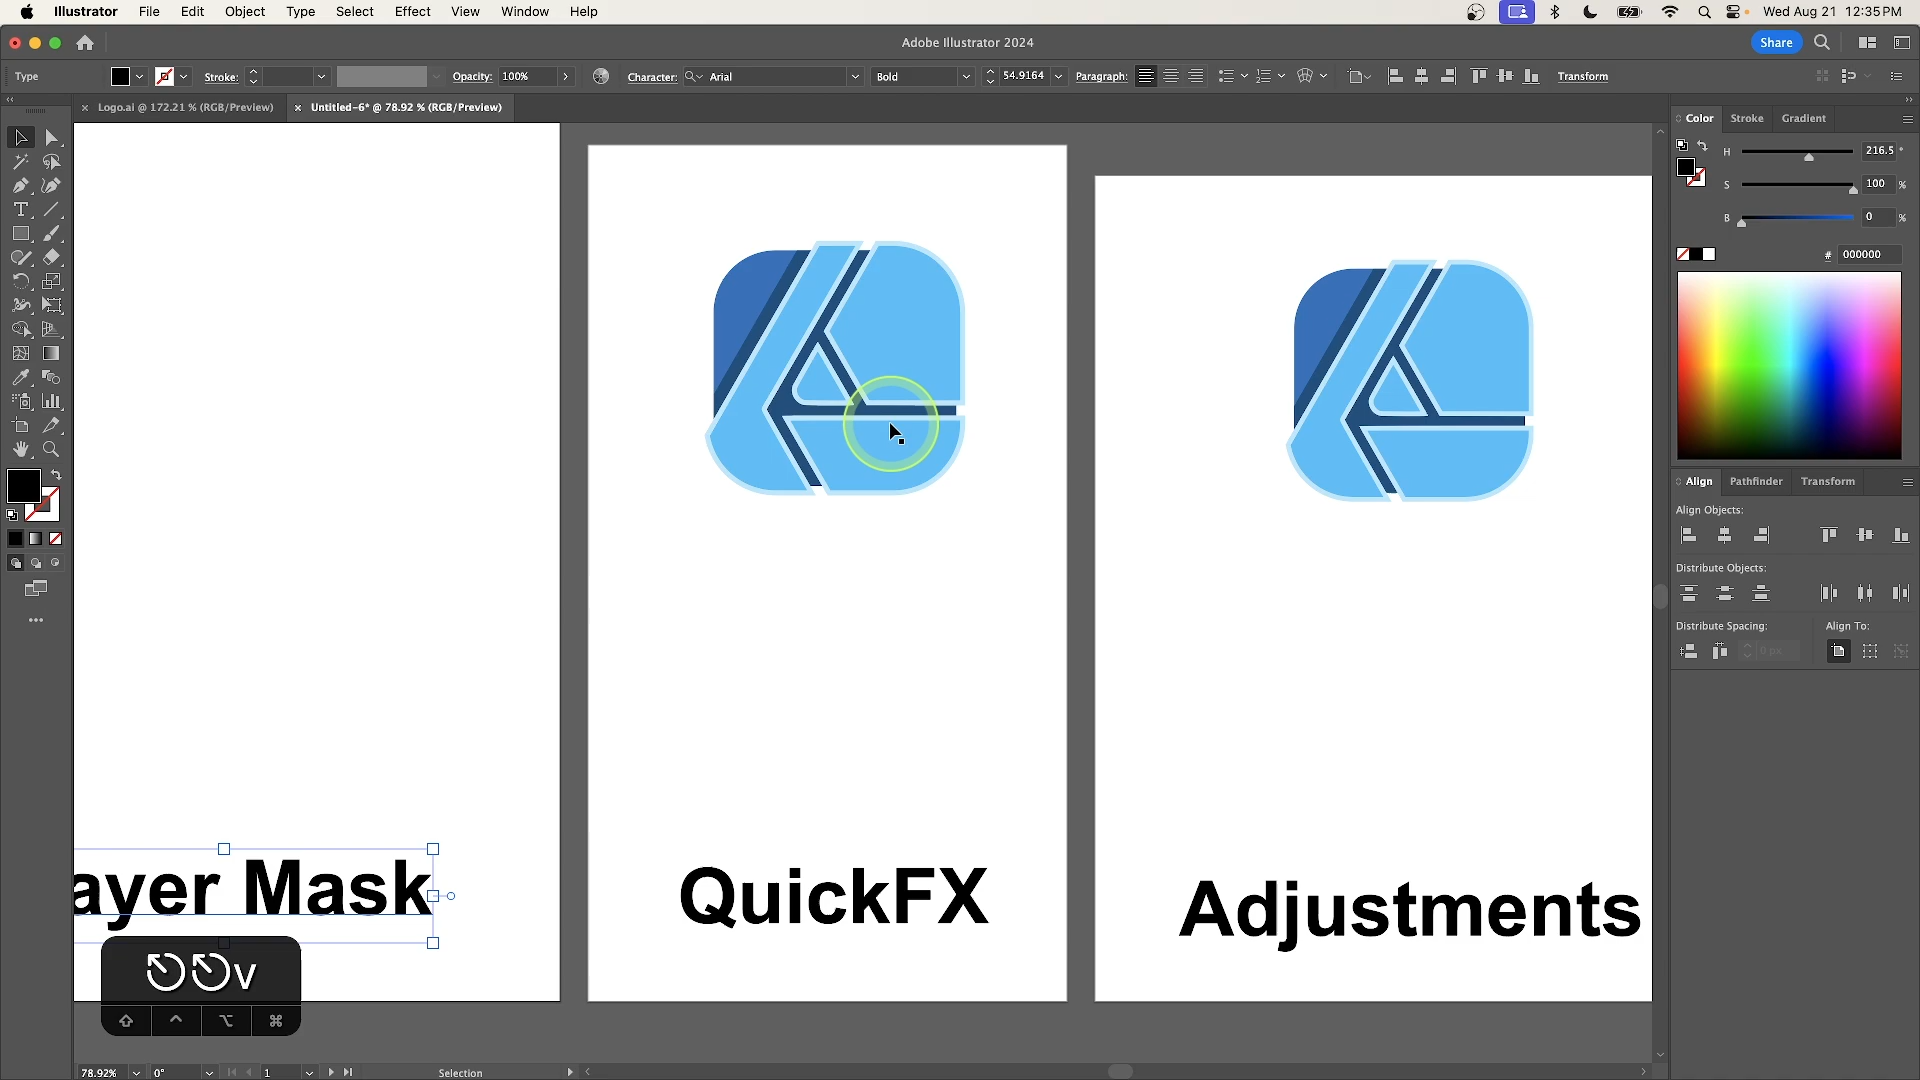 Illustrator File Edit Object Type Select Effect View Window Help Wed Aug 21 12:35 PM
Adobe Illustrator 2024 Share
Type Stroke: Opacity: 100% Character: Arial Bold 54.9164 Paragraph: Transform
Logo.ai @ 172.21 % (RGB/Preview) Untitled-6* @ 78.92 % (RGB/Preview)
Color Stroke Gradient
H 216.5 °
S 100 %
B 0 %
# 000000
Align Pathfinder Transform
Align Objects:
Distribute Objects:
Distribute Spacing: Align To:
0 px
ayer Mask
QuickFX
Adjustments
v
78.92% 0° 1 Selection